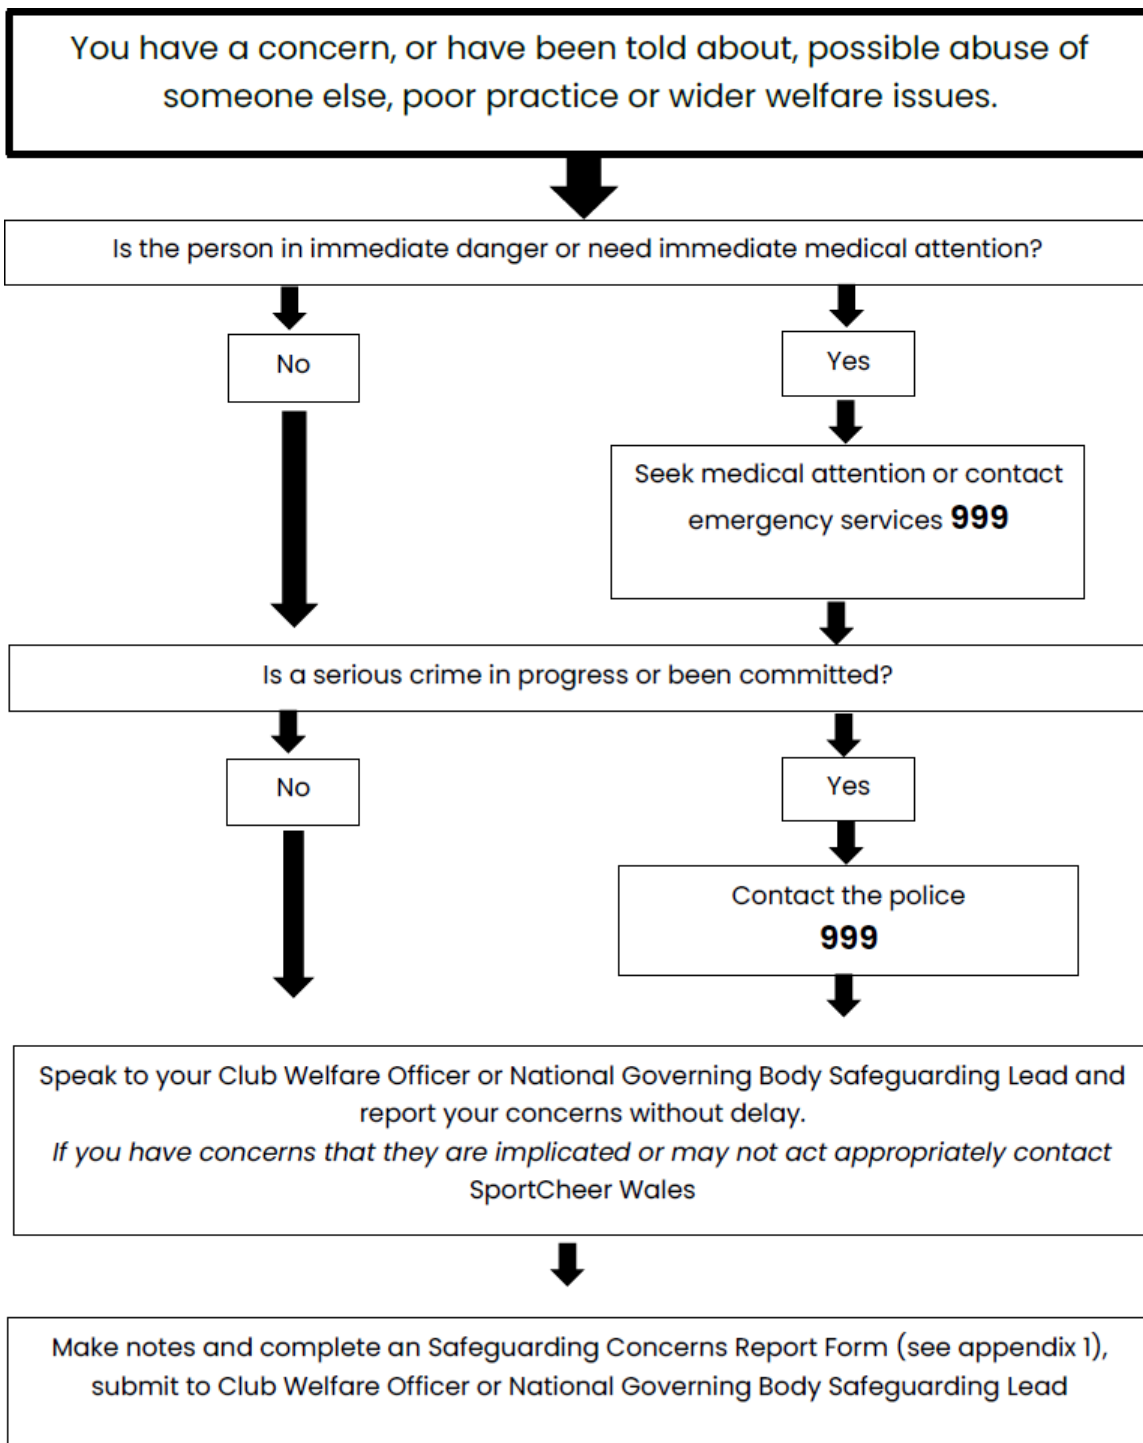 You have a concern, or have been told about, possible abuse of
someone else, poor practice or wider welfare issues.
Is the person in immediate danger or need immediate medical attention?
No
Yes
Seek medical attention or contact
emergency services 999
Is a serious crime in progress or been committed?
No
Yes
Contact the police
999
Speak to your Club Welfare Officer or National Governing Body Safeguarding Lead and
report your concerns without delay.
If you have concerns that they are implicated or may not act appropriately contact
SportCheer Wales
Make notes and complete an Safeguarding Concerns Report Form (see appendix 1),
submit to Club Welfare Officer or National Governing Body Safeguarding Lead